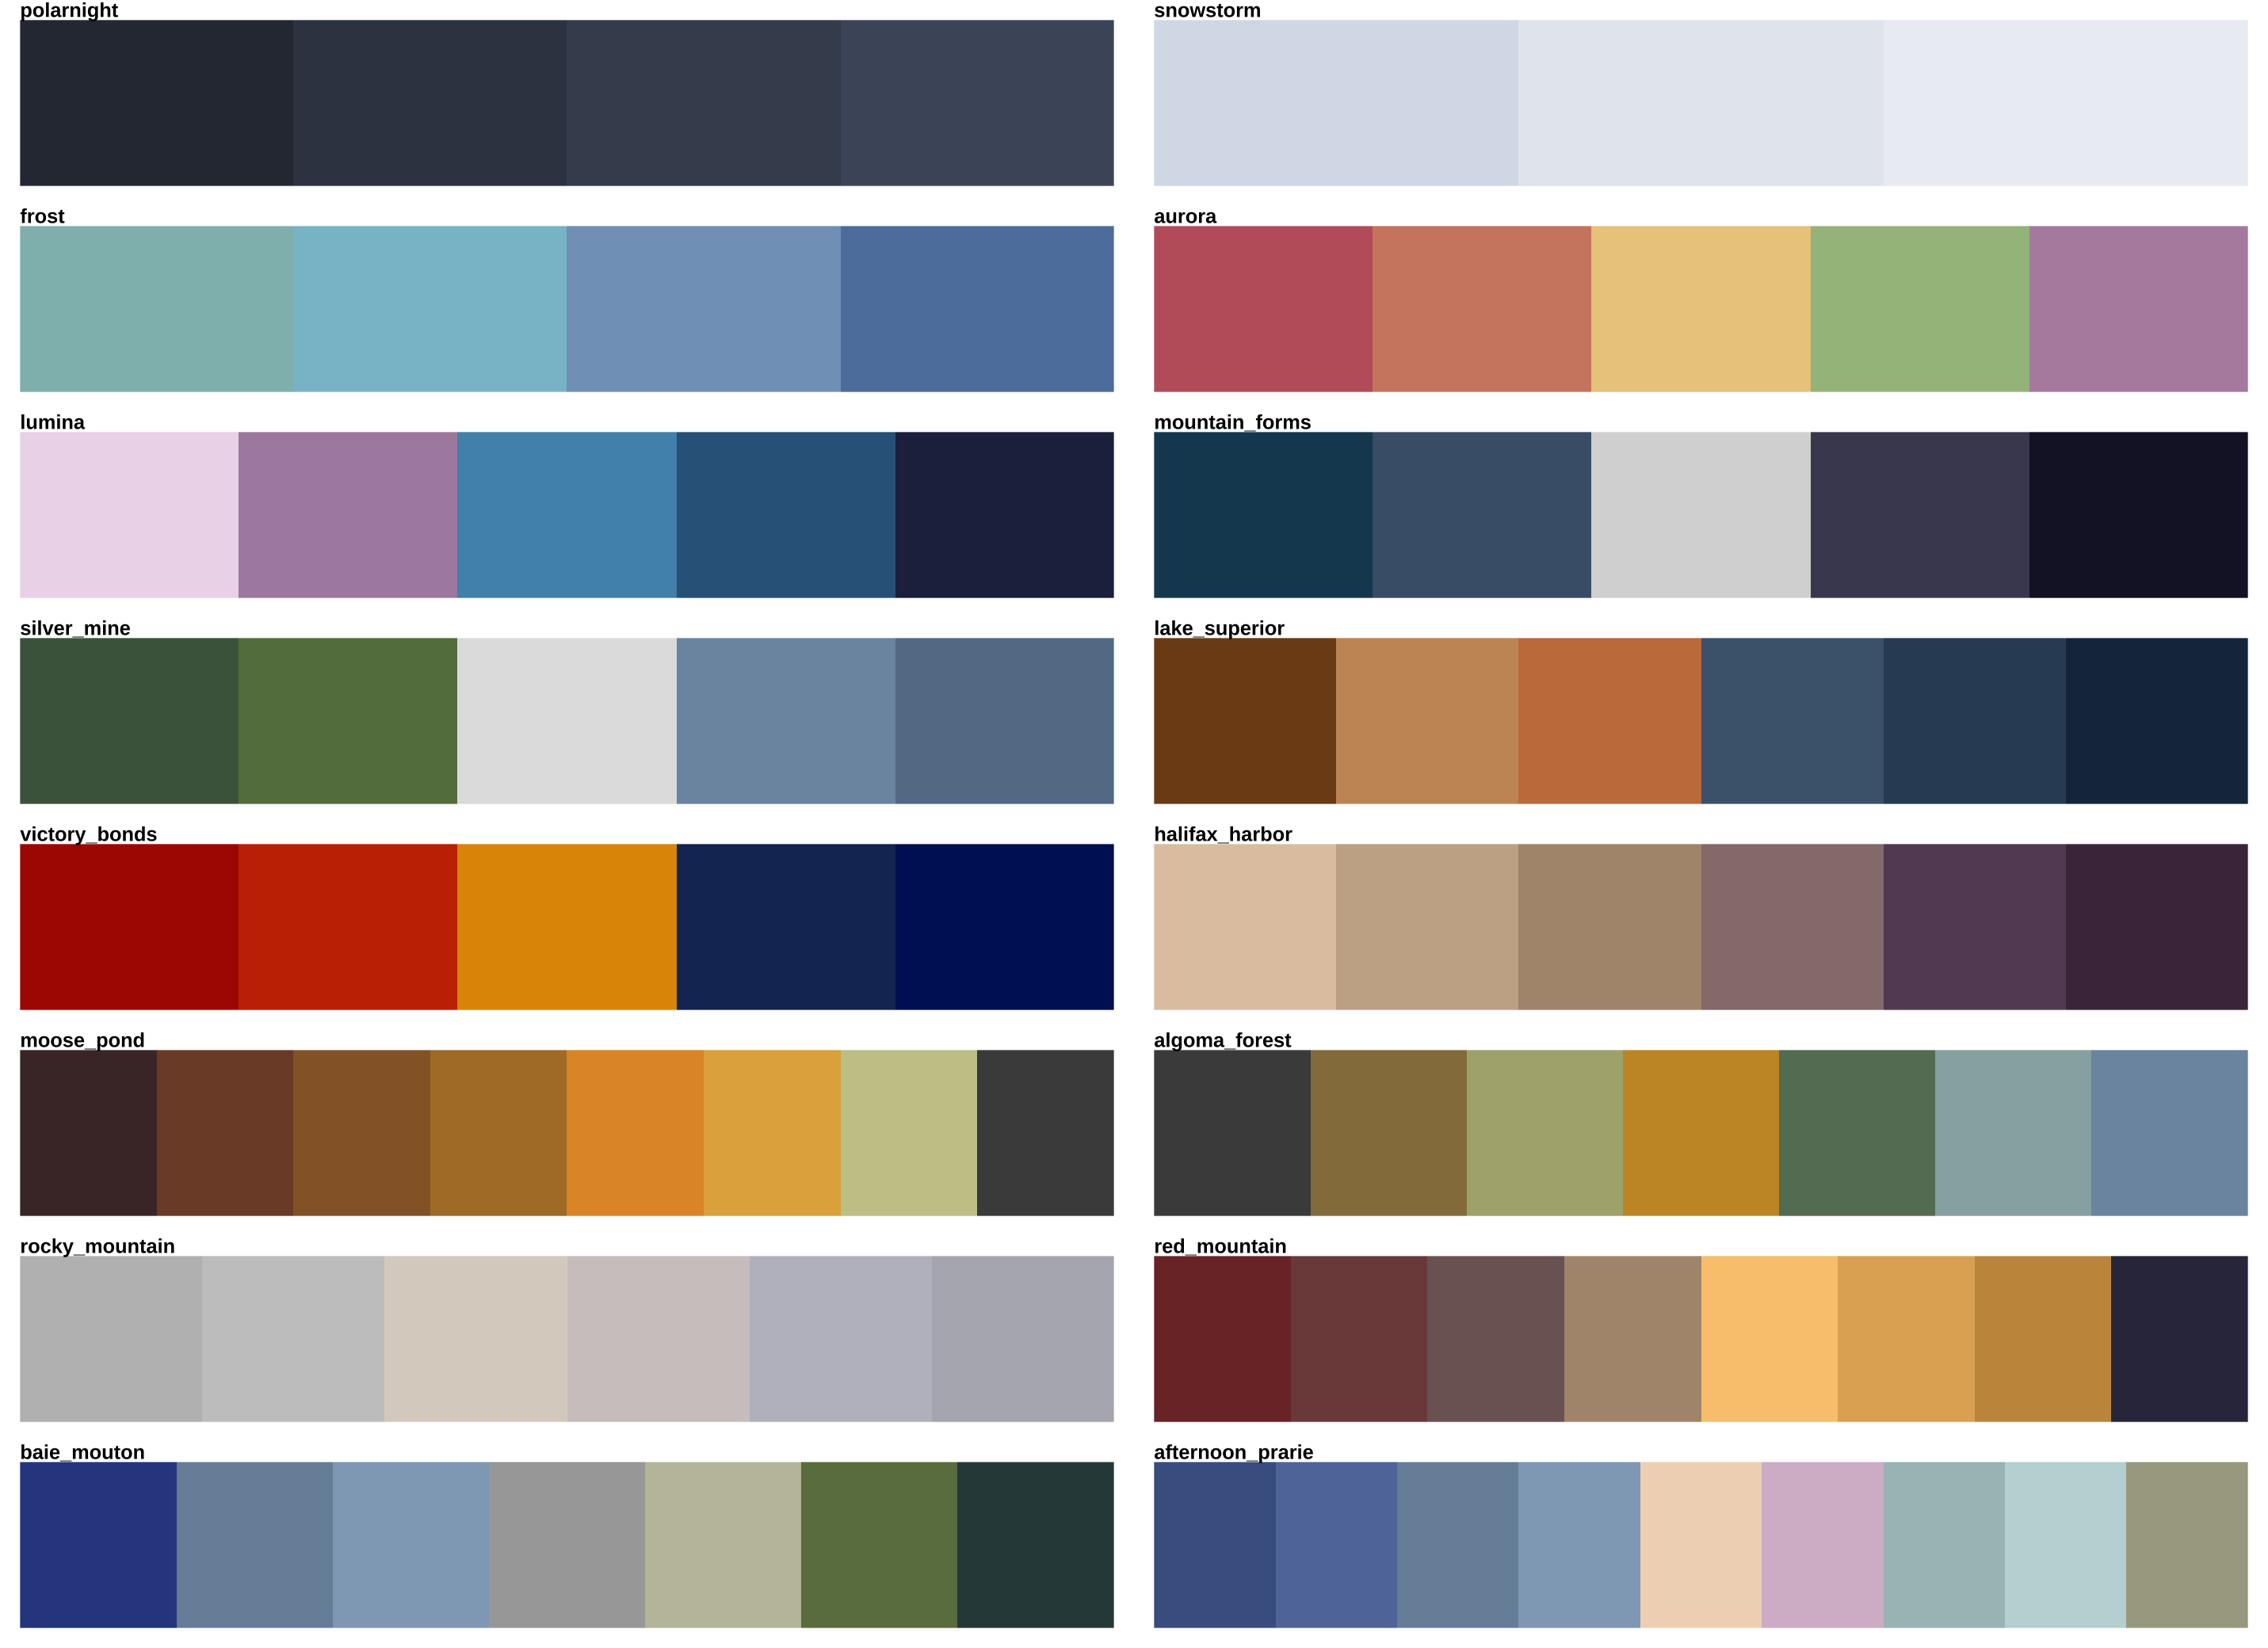 polarnight
snowstorm
frost
aurora
lumina
mountain_forms
silver_mine
lake_superior
victory_bonds
halifax_harbor
moose_pond
algoma_forest
rocky_mountain
red_mountain
baie_mouton
afternoon_prarie